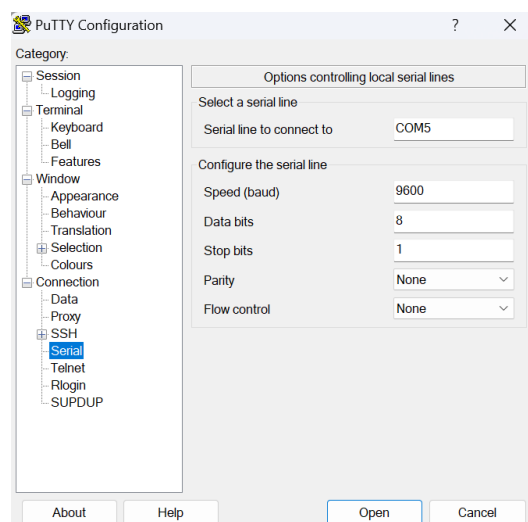 PuTTY Configuration ? ×
Category:
Session
Logging
Terminal
Keyboard
Bell
Features
Window
Appearance
Behaviour
Translation
Selection
Colours
Connection
Data
Proxy
SSH
Serial
Telnet
Rlogin
SUPDUP
Options controlling local serial lines
Select a serial line
Serial line to connect to COM5
Configure the serial line
Speed (baud) 9600
Data bits 8
Stop bits 1
Parity None
Flow control None
About Help Open Cancel